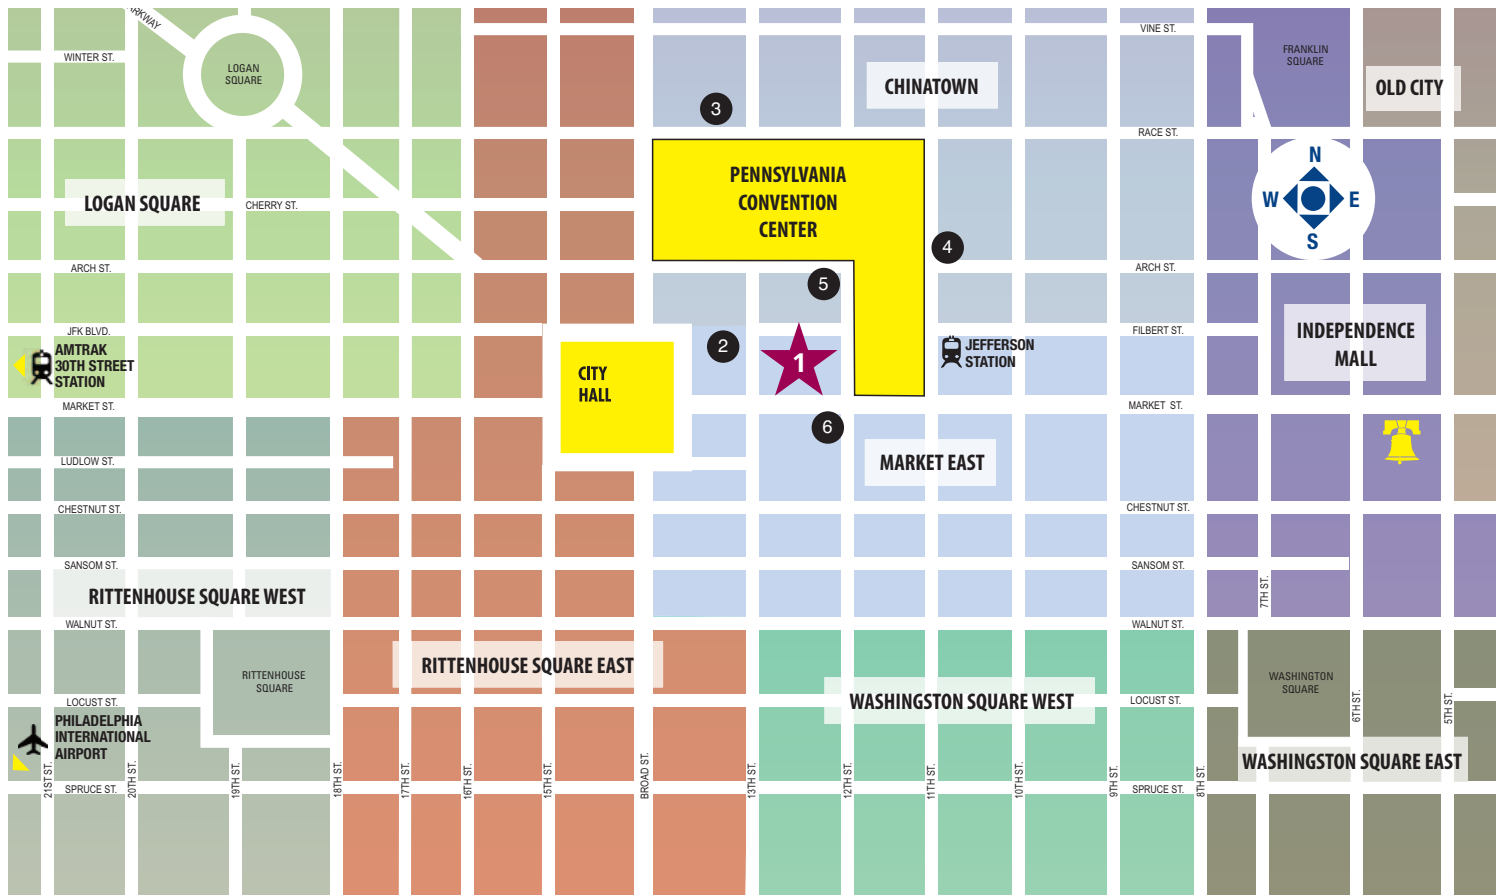 ARKWAY
VINE ST.
WINTER ST.
LOGAN
SQUARE
FRANKLIN
SQUARE
CHINATOWN
OLD CITY
3
RACE ST.
PENNSYLVANIA
CONVENTION
CENTER
N
W
E
S
LOGAN SQUARE
CHERRY ST.
4
ARCH ST.
ARCH ST.
5
JFK BLVD.
FILBERT ST.
INDEPENDENCE
MALL
AMTRAK
30TH STREET
STATION
2
1
JEFFERSON
STATION
CITY
HALL
MARKET ST.
MARKET ST.
6
LUDLOW ST.
MARKET EAST
CHESTNUT ST.
CHESTNUT ST.
SANSOM ST.
SANSOM ST.
RITTENHOUSE SQUARE WEST
7TH ST.
WALNUT ST.
WALNUT ST.
RITTENHOUSE SQUARE EAST
RITTENHOUSE
SQUARE
WASHINGTON
SQUARE
LOCUST ST.
WASHINGSTON SQUARE WEST
LOCUST ST.
6TH ST.
5TH ST.
PHILADELPHIA
INTERNATIONAL
AIRPORT
WASHINGSTON SQUARE EAST
21ST ST.
20TH ST.
19TH ST.
18TH ST.
17TH ST.
16TH ST.
15TH ST.
BROAD ST.
13TH ST.
12TH ST.
11TH ST.
10TH ST.
9TH ST.
8TH ST.
SPRUCE ST.
SPRUCE ST.